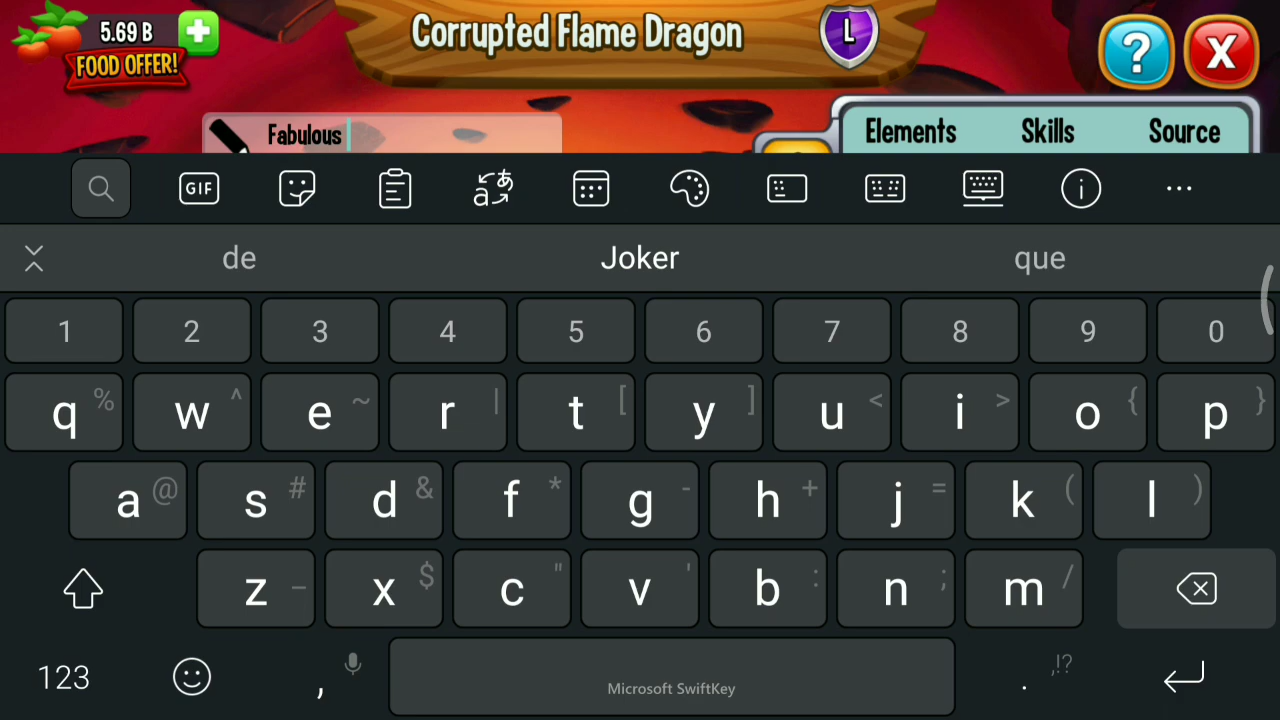 5.69 B
FOOD OFFER!
Corrupted Flame Dragon
L
?
X
Fabulous
Elements Skills Source
GIF
de Joker que
1 2 3 4 5 6 7 8 9 0
q % w ^ e ~ r | t [ y ] u < i > o { p }
a @ s # d & f * g - h + j = k ( l )
z _ x $ c " v ' b : n ; m /
123 , Microsoft SwiftKey . ,!?